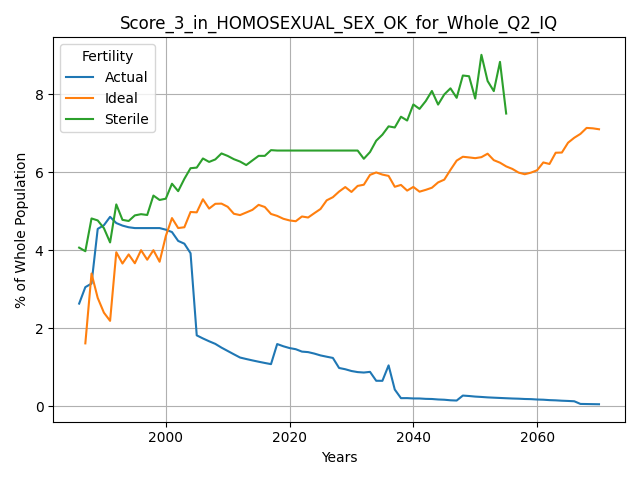 Score_3_in_HOMOSEXUAL_SEX_OK_for_Whole_Q2_IQ
Fertility
Actual
Ideal
Sterile
% of Whole Population
8
6
4
2
0
2000
2020
2040
2060
Years